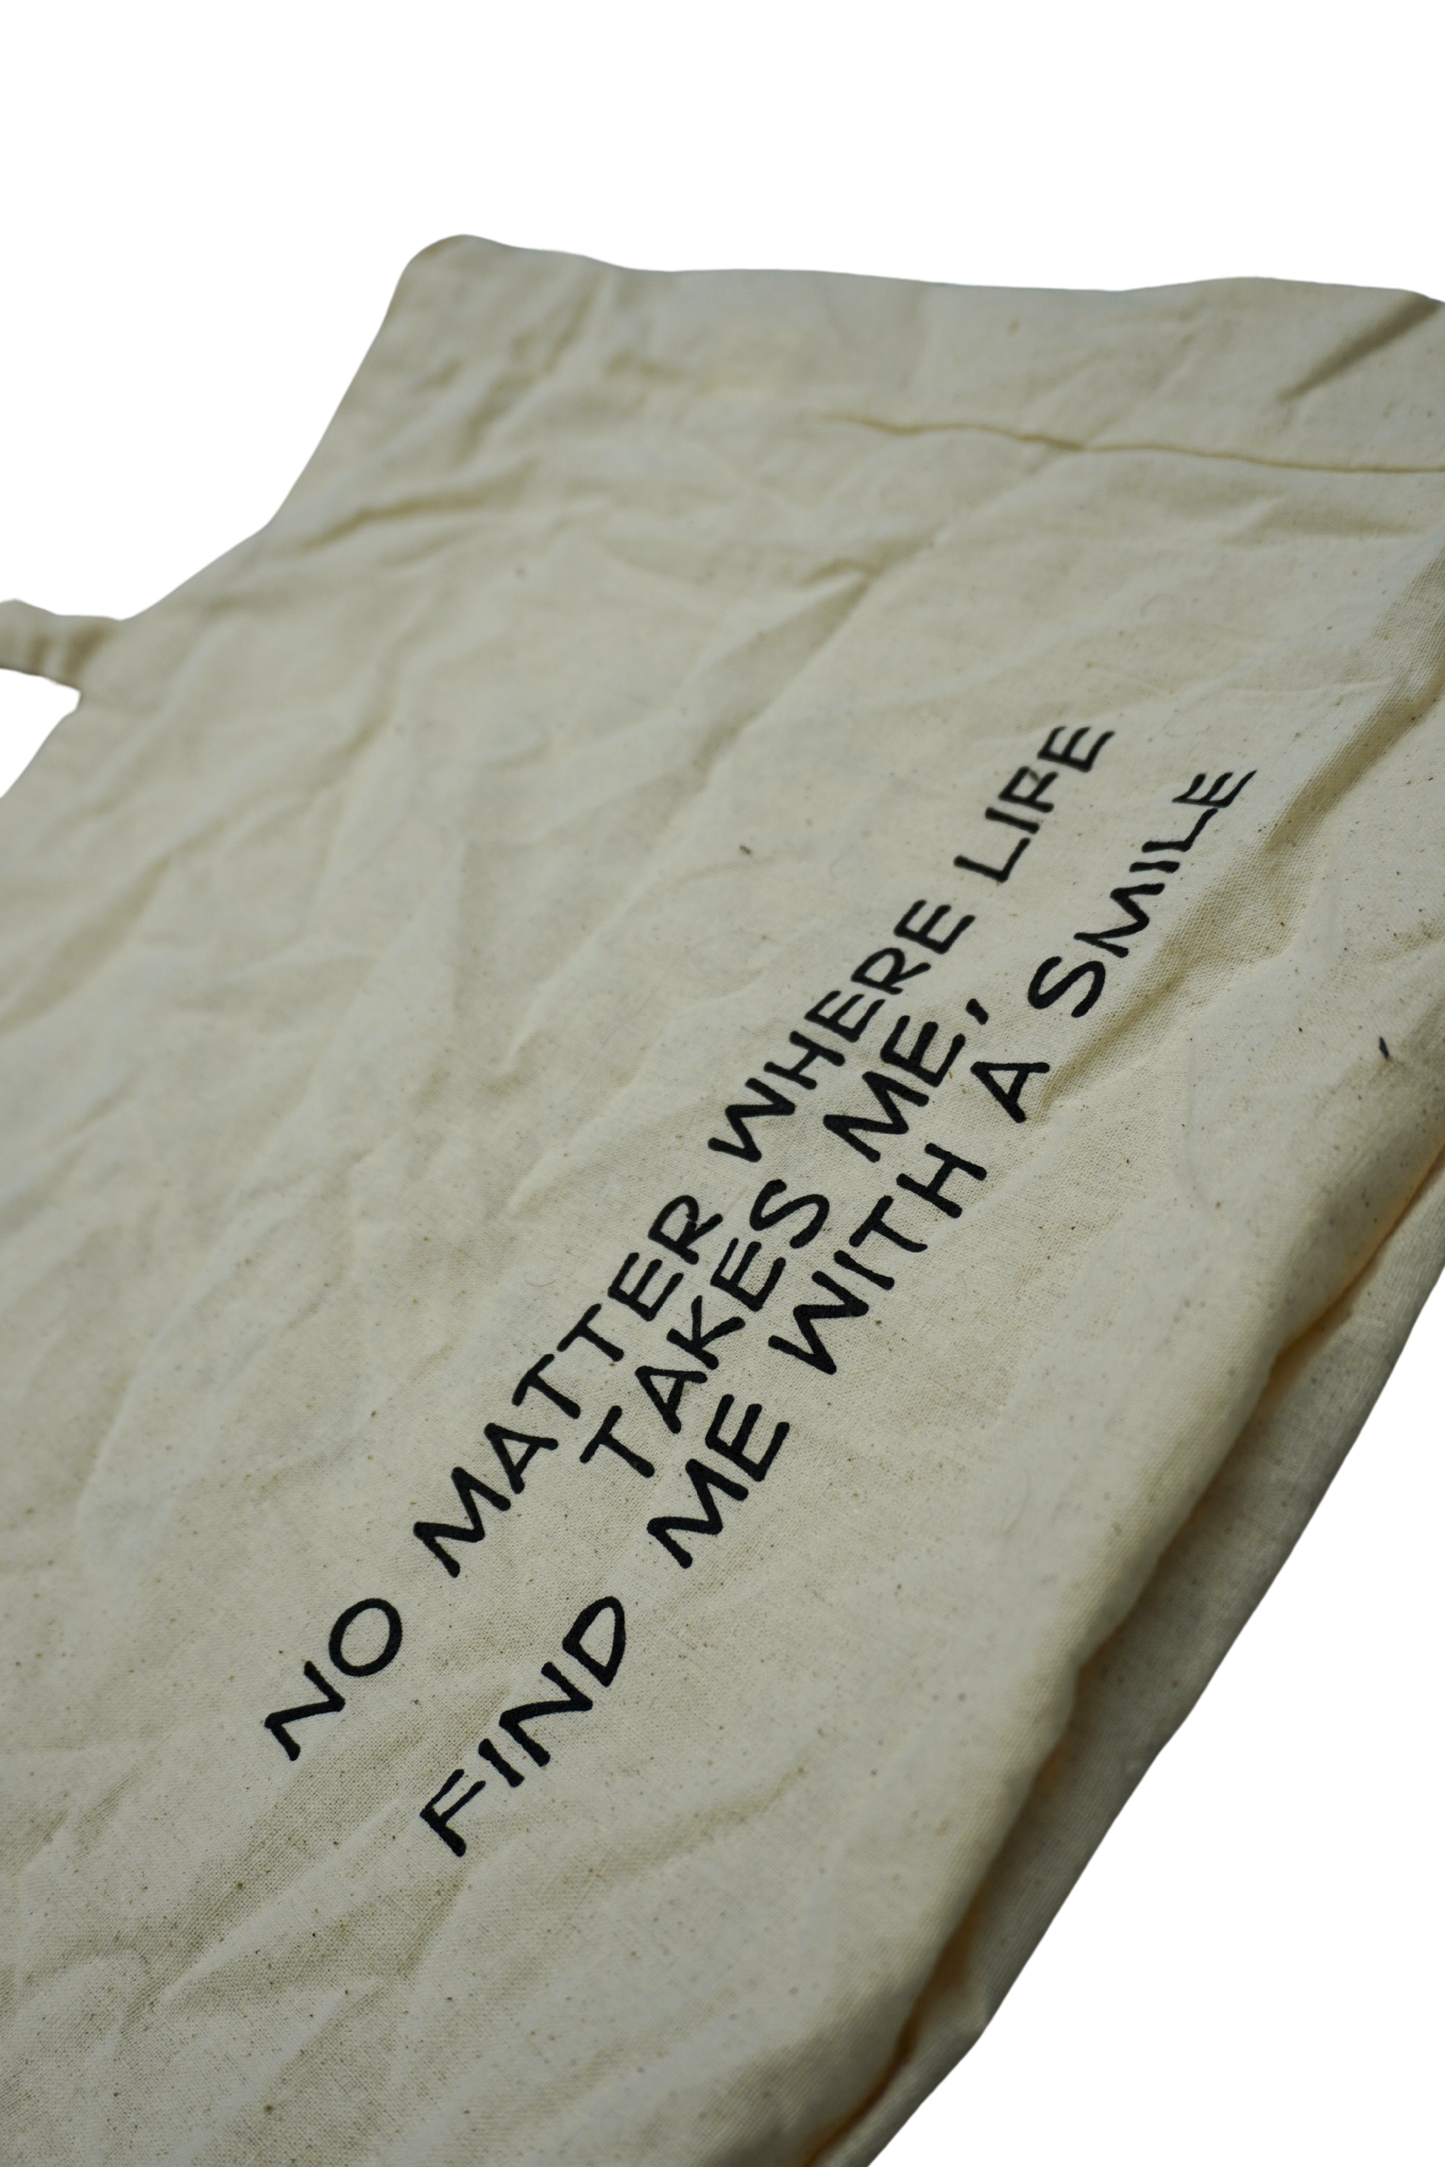 NO MATTER WHERE LIFE
TAKES ME,
FIND ME WITH A SMILE